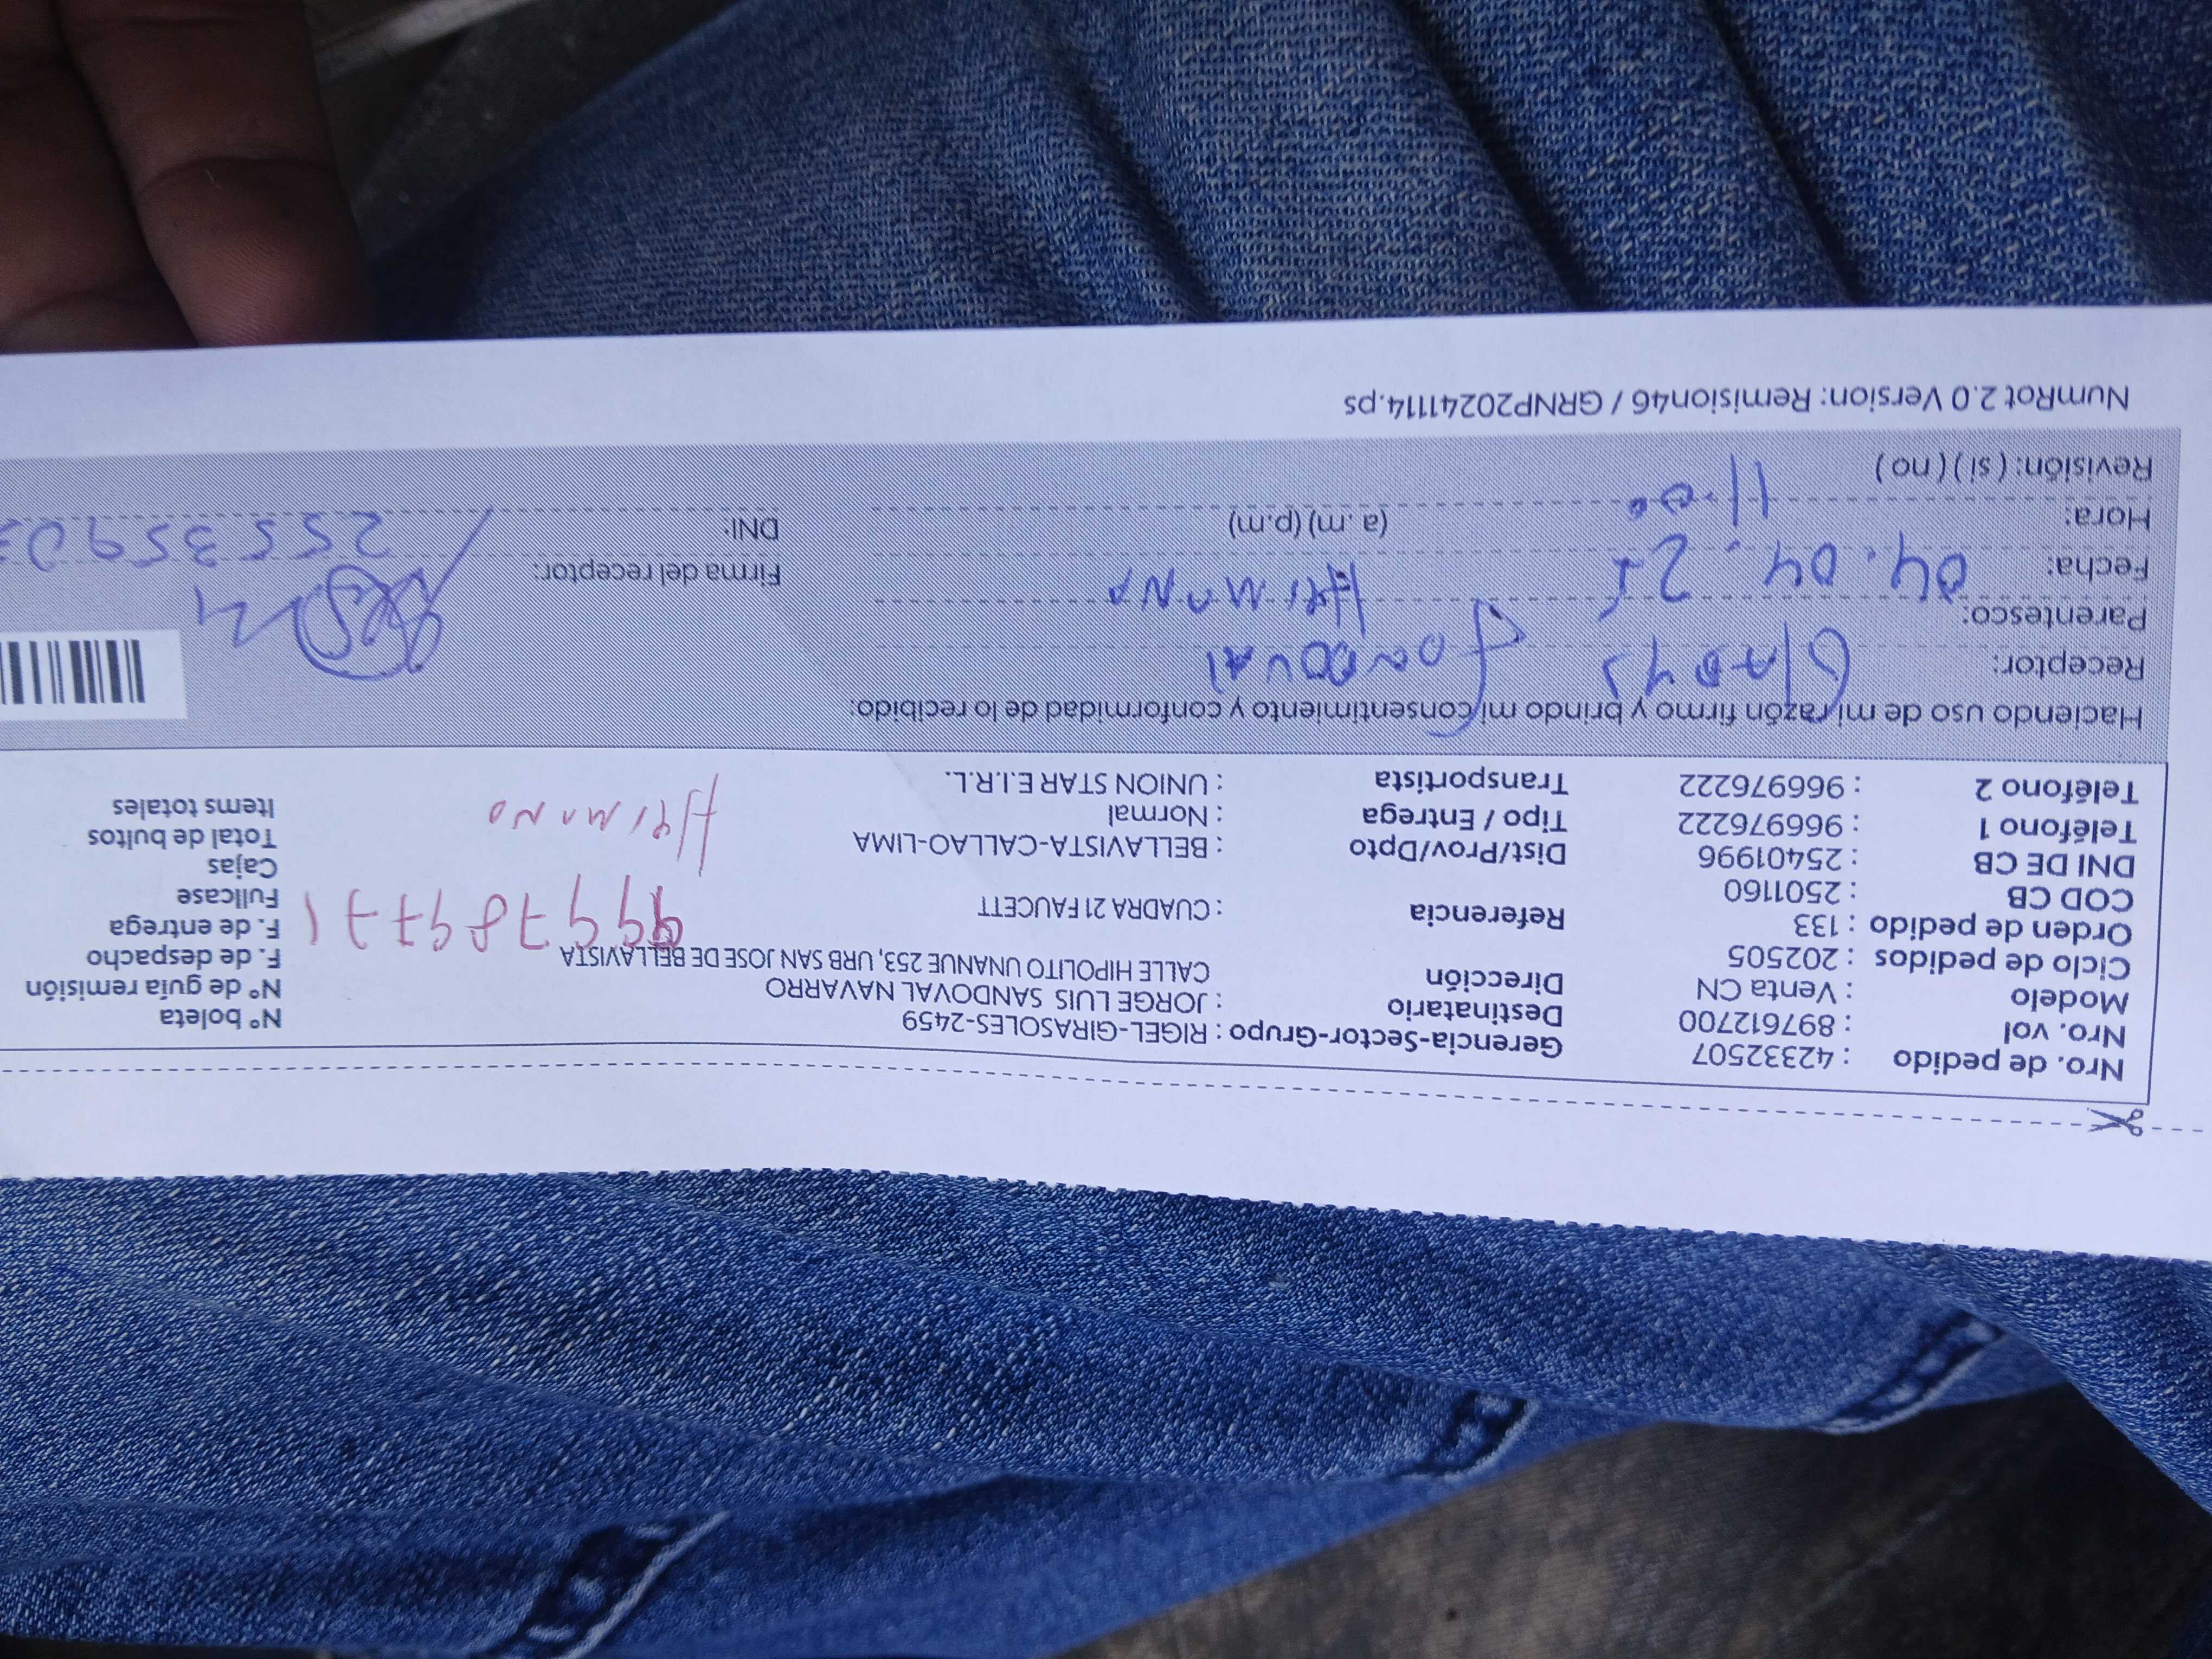 Nro. de pedido : 42332507 Gerencia-Sector-Grupo : RIGEL-GIRASOLES-2459 N° boleta
Nro. vol : 897612700 Destinatario : JORGE LUIS SANDOVAL NAVARRO N° de guía remisión
Modelo : Venta CN Dirección CALLE HIPOLITO UNANUE 253, URB SAN JOSE DE BELLAVISTA F. de despacho
Ciclo de pedidos : 202505 F. de entrega
Orden de pedido : 133 Referencia : CUADRA 21 FAUCETT 999789771 Fullcase
COD CB : 2501160 Cajas
DNI DE CB : 25401996 Dist/Prov/Dpto : BELLAVISTA-CALLAO-LIMA Total de bultos
Teléfono 1 : 966976222 Tipo / Entrega : Normal Items totales
Teléfono 2 : 966976222 Transportista : UNION STAR E.I.R.L.
Haciendo uso de mi razón firmo y brindo mi consentimiento y conformidad de lo recibido:
Receptor: GlADYS SANDOVAl
Parentesco:
Fecha: 04.04.25 Firma del receptor:
Hora: 11.00 (a.m) (p.m) DNI: 2553590
Revisión: (si) (no)
NumRot 2.0 Version: Remision46 / GRNP20241114.ps